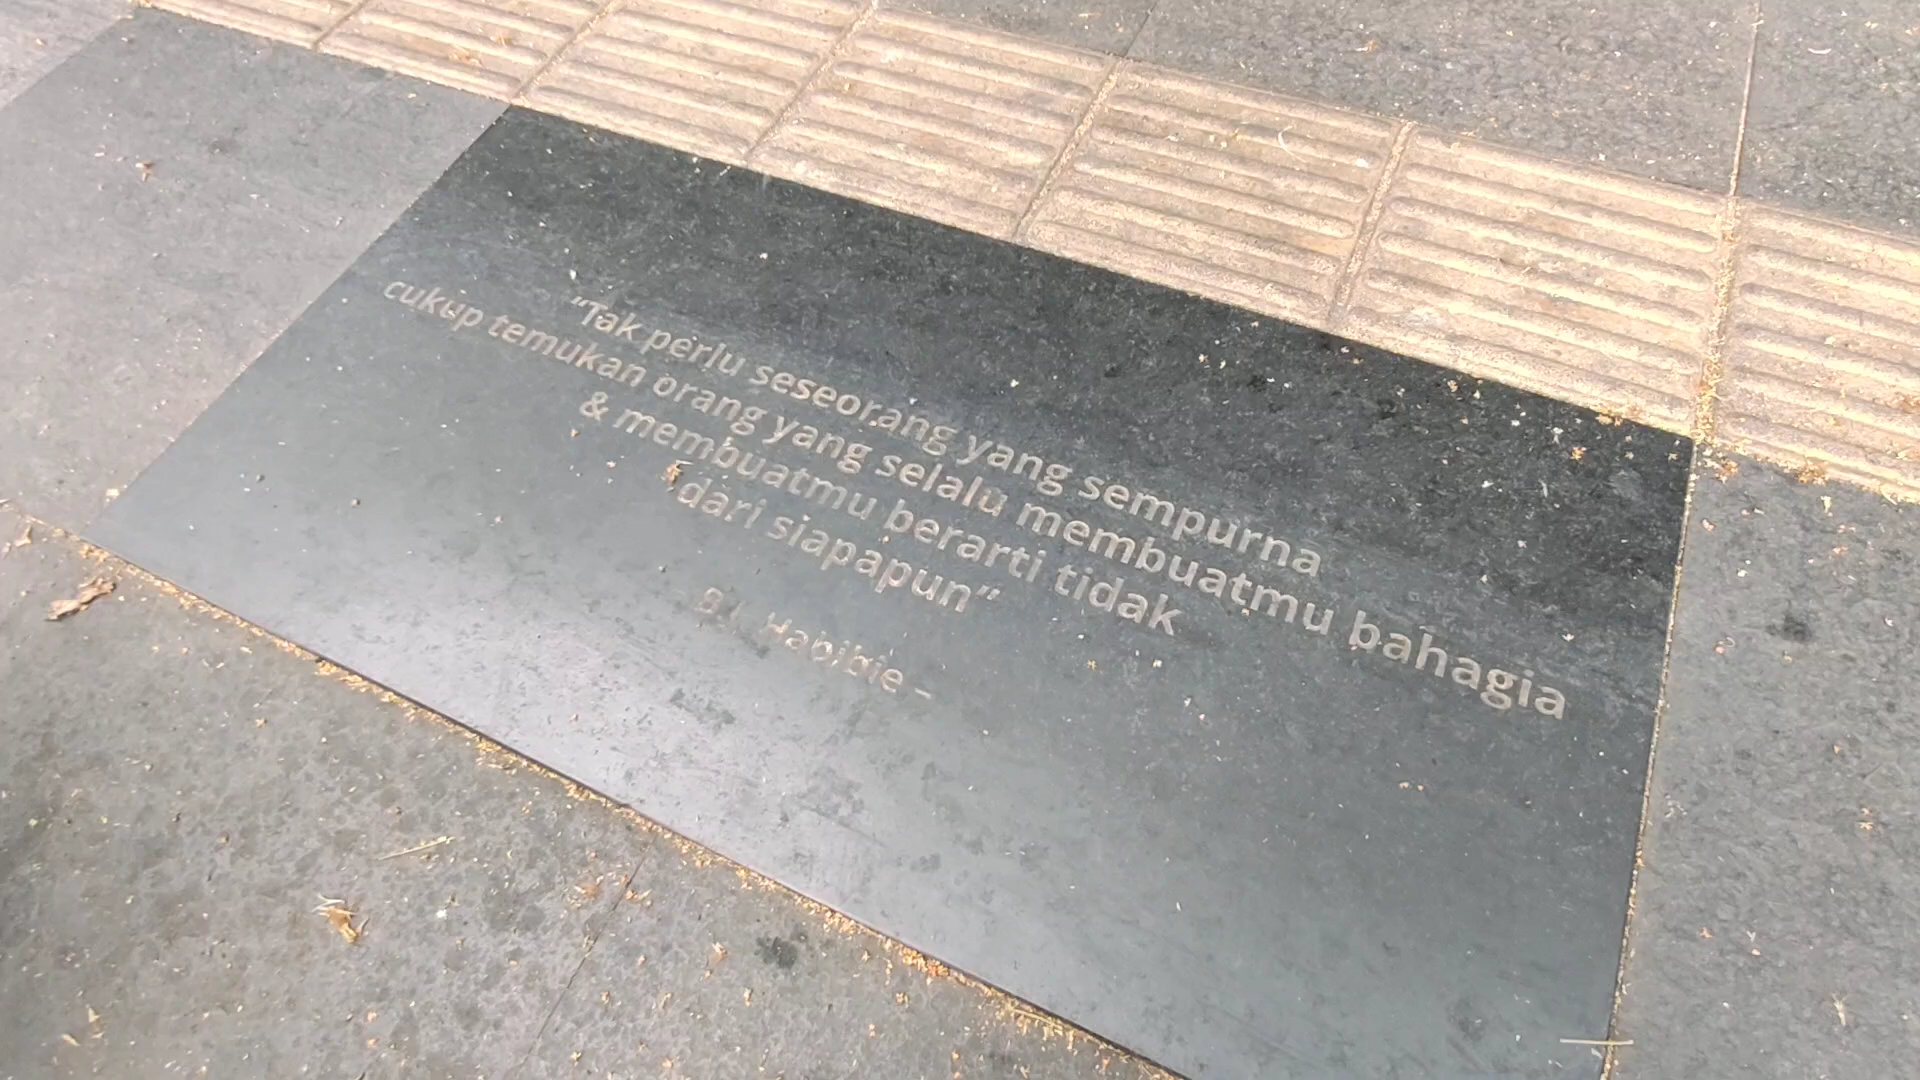 “Tak perlu seseorang yang sempurna
cukup temukan orang yang selalu membuatmu bahagia
& membuatmu berarti tidak
dari siapapun”
B.J. Habibie –